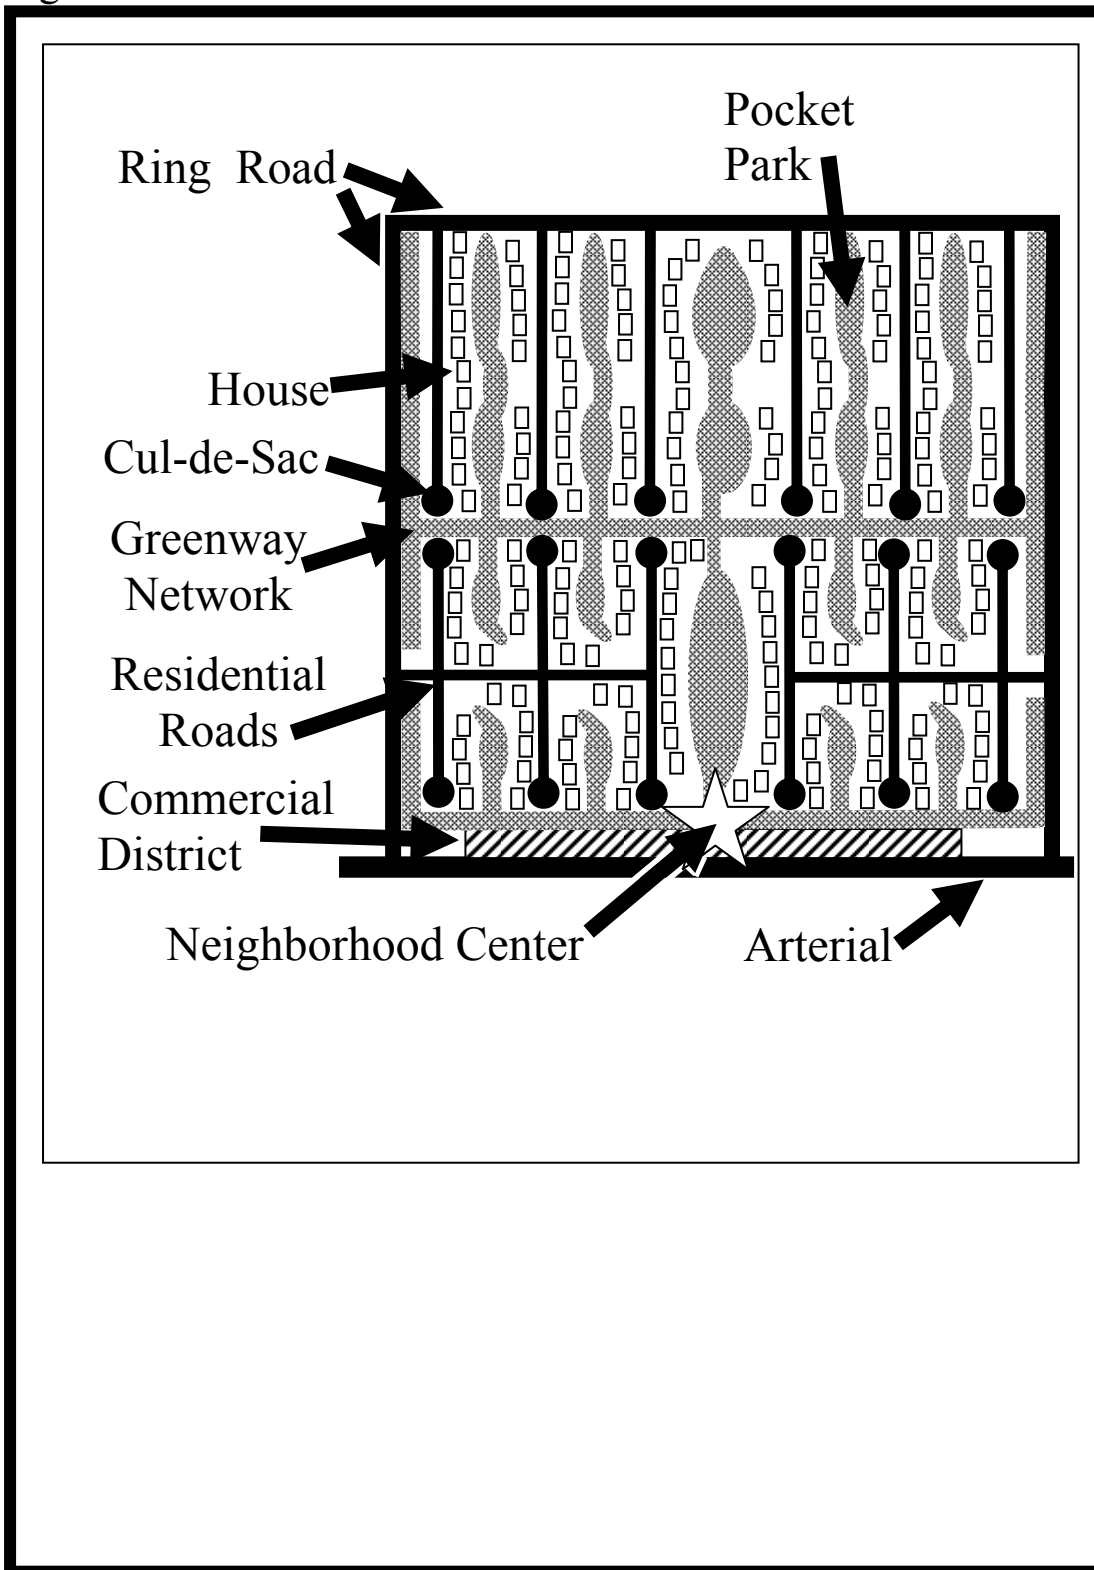 Pocket
Park
Ring Road
House
Cul-de-Sac
Greenway
Network
Residential
Roads
Commercial
District
Neighborhood Center
Arterial